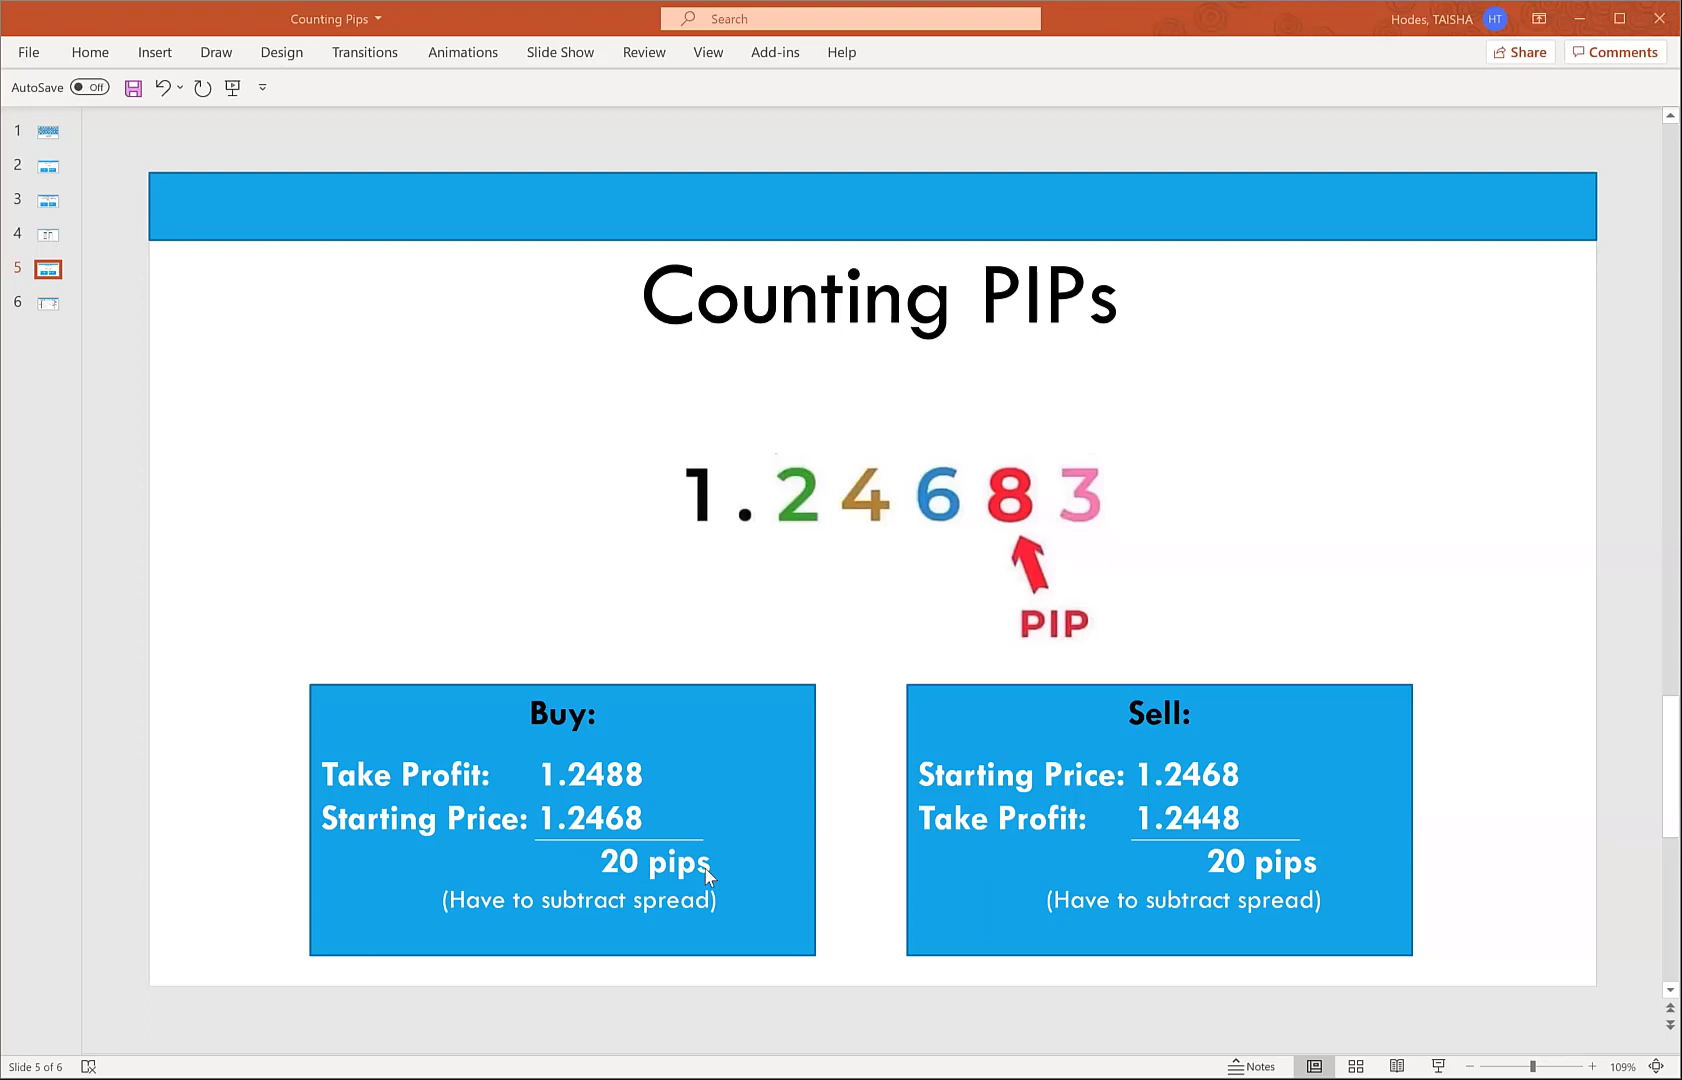 Counting Pips
Search
Hodes, TAISHA
HT
File Home Insert Draw Design Transitions Animations Slide Show Review View Add-ins Help
Share
Comments
AutoSave Off
1
2
3
4
5
6
Counting PIPs
1.24683
PIP
Buy:
Take Profit: 1.2488
Starting Price: 1.2468
20 pips
(Have to subtract spread)
Sell:
Starting Price: 1.2468
Take Profit: 1.2448
20 pips
(Have to subtract spread)
Slide 5 of 6
Notes
109%